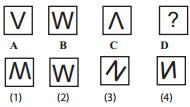 V W Λ ?
A B C D
M W N И
(1) (2) (3) (4)